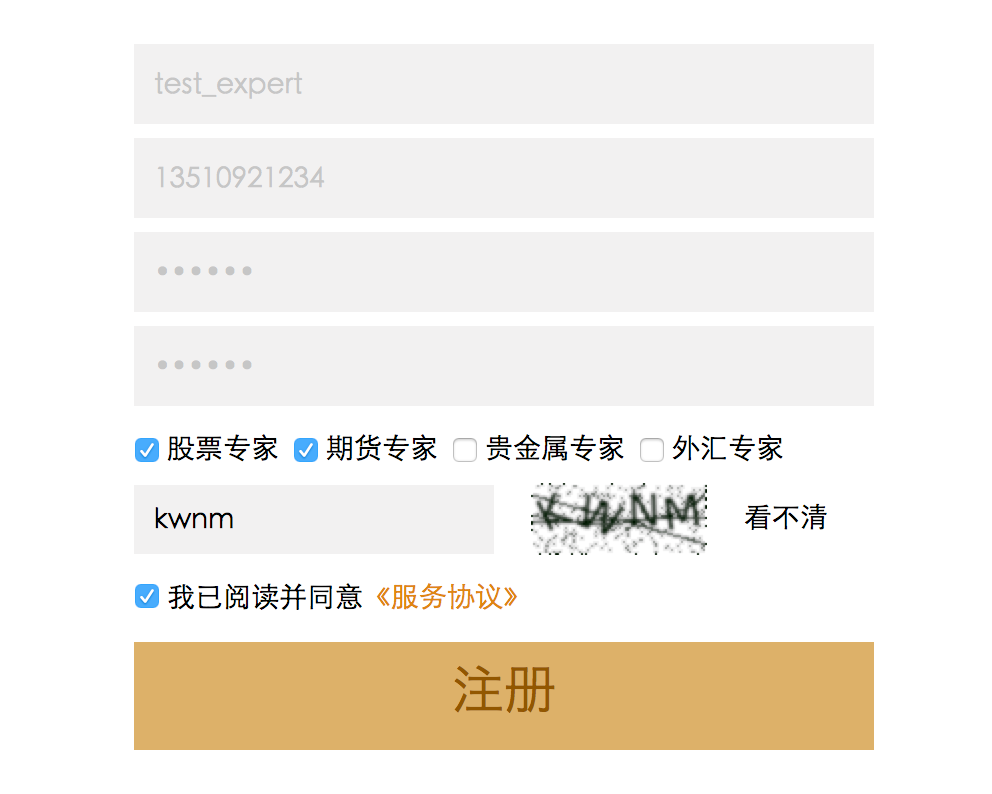 test_expert
13510921234
••••••
••••••
股票专家 期货专家 贵金属专家 外汇专家
kwnm KWNM 看不清
我已阅读并同意《服务协议》
注册